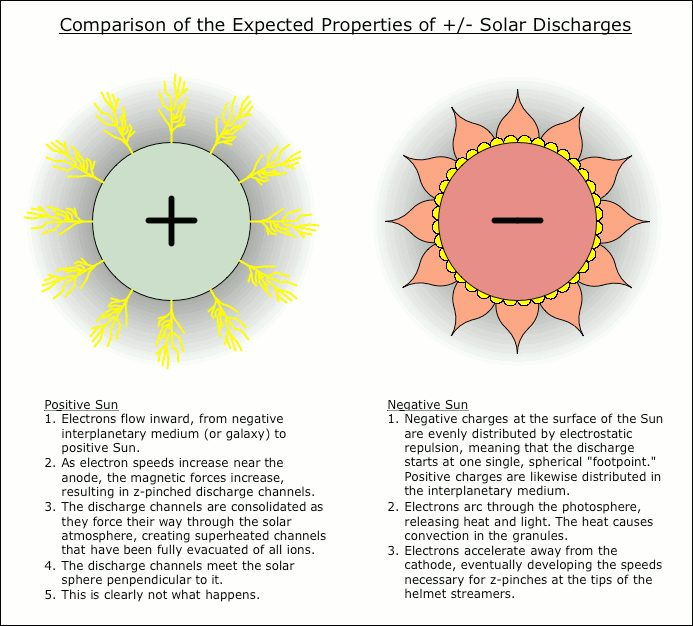 Comparison of the Expected Properties of +/- Solar Discharges
+
−
Positive Sun
1. Electrons flow inward, from negative
interplanetary medium (or galaxy) to
positive Sun.
2. As electron speeds increase near the
anode, the magnetic forces increase,
resulting in z-pinched discharge channels.
3. The discharge channels are consolidated as
they force their way through the solar
atmosphere, creating superheated channels
that have been fully evacuated of all ions.
4. The discharge channels meet the solar
sphere perpendicular to it.
5. This is clearly not what happens.
Negative Sun
1. Negative charges at the surface of the Sun
are evenly distributed by electrostatic
repulsion, meaning that the discharge
starts at one single, spherical "footpoint."
Positive charges are likewise distributed in
the interplanetary medium.
2. Electrons arc through the photosphere,
releasing heat and light. The heat causes
convection in the granules.
3. Electrons accelerate away from the
cathode, eventually developing the speeds
necessary for z-pinches at the tips of the
helmet streamers.